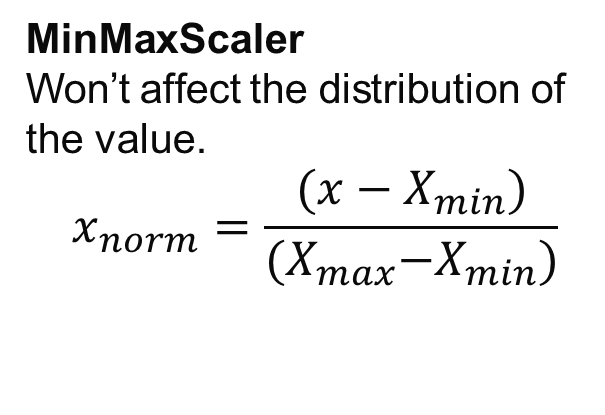 MinMaxScaler
Won’t affect the distribution of
the value.
x_norm = (x − X_min) / (X_max−X_min)